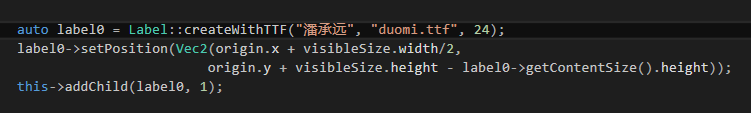 auto label0 = Label::createWithTTF("潘承远", "duomi.ttf", 24);
label0->setPosition(Vec2(origin.x + visibleSize.width/2,
origin.y + visibleSize.height - label0->getContentSize().height));
this->addChild(label0, 1);